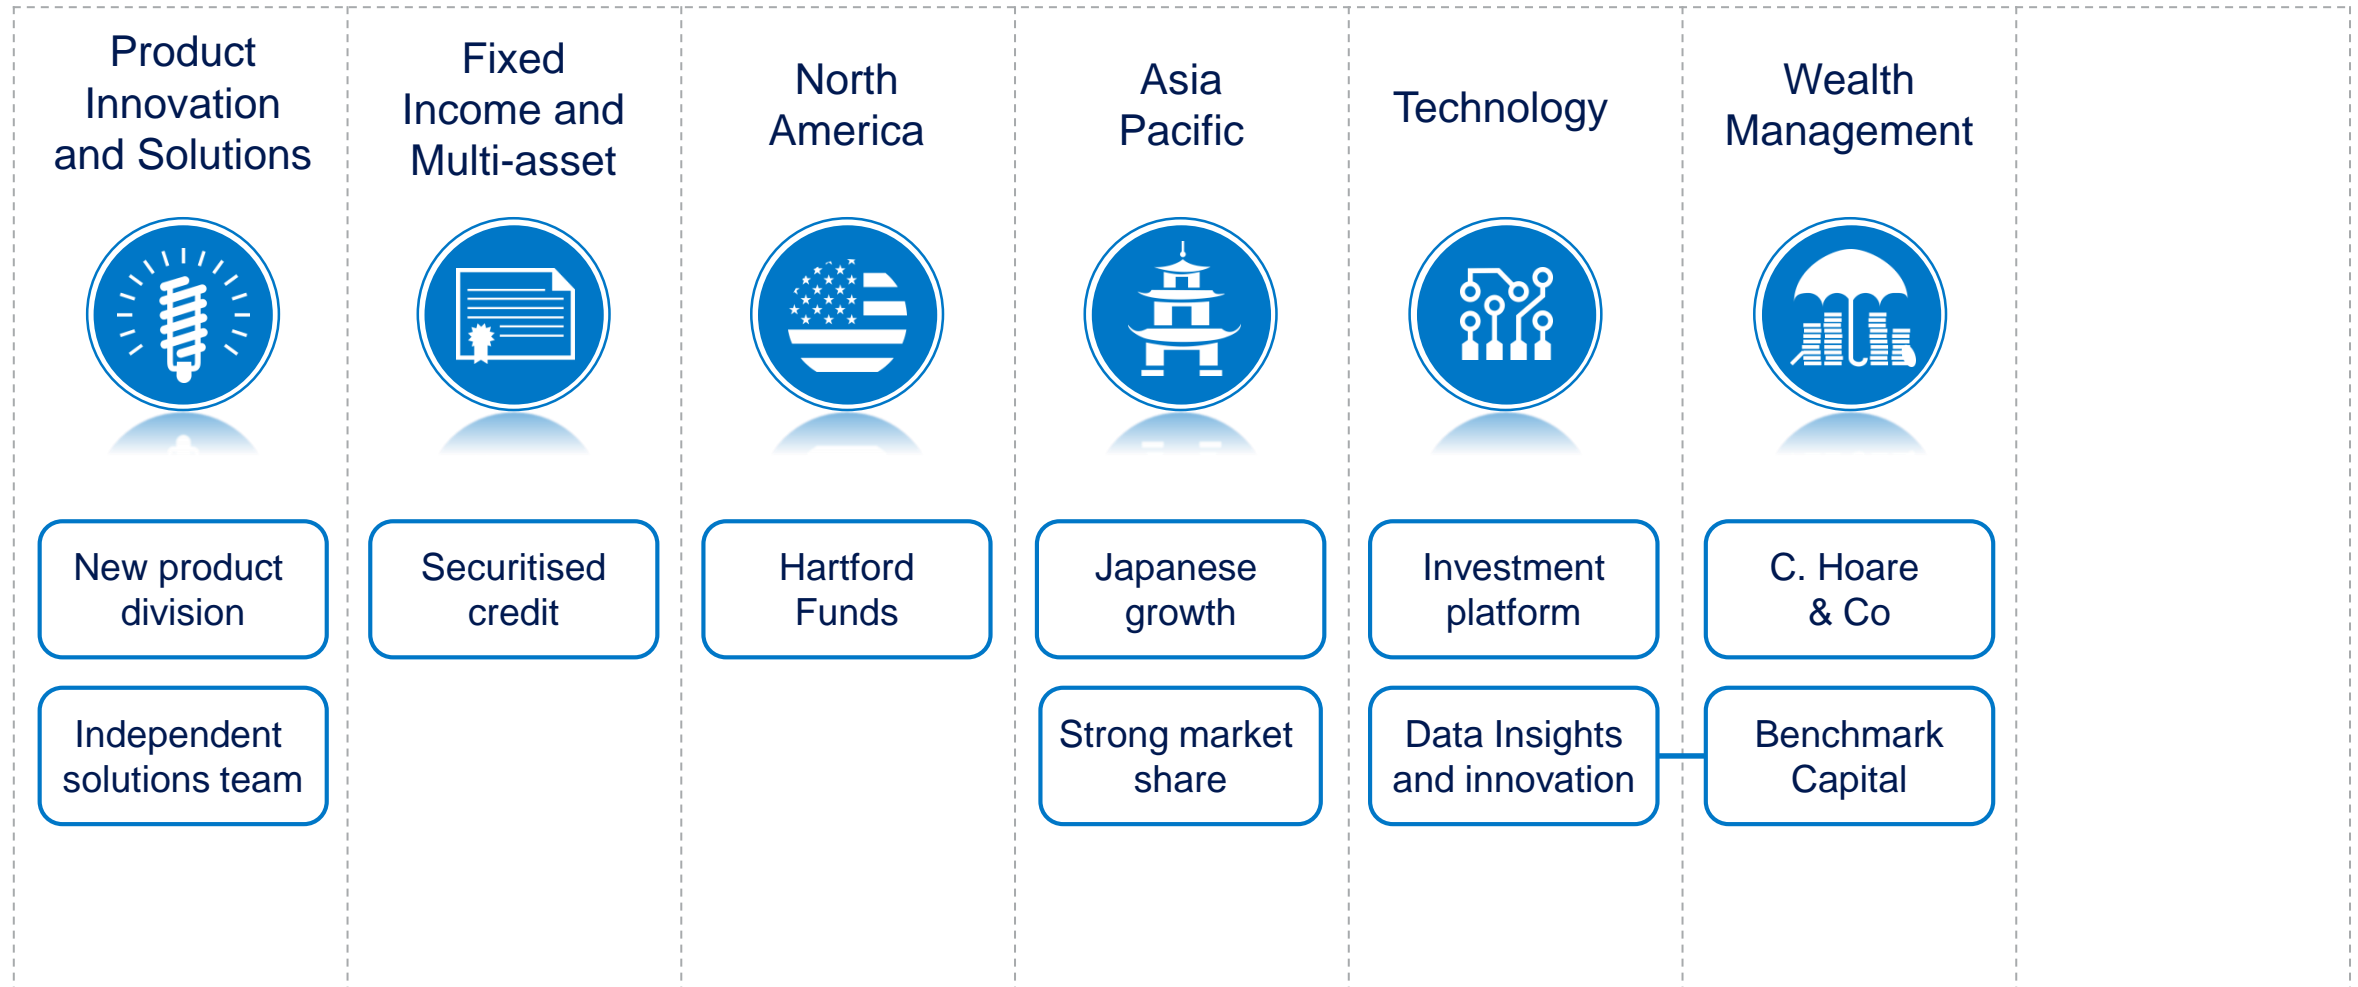 Product
Innovation
and Solutions
Fixed
Income and
Multi-asset
North
America
Asia
Pacific
Technology
Wealth
Management
New product
division
Securitised
credit
Hartford
Funds
Japanese
growth
Investment
platform
C. Hoare
& Co
Independent
solutions team
Strong market
share
Data Insights
and innovation
Benchmark
Capital